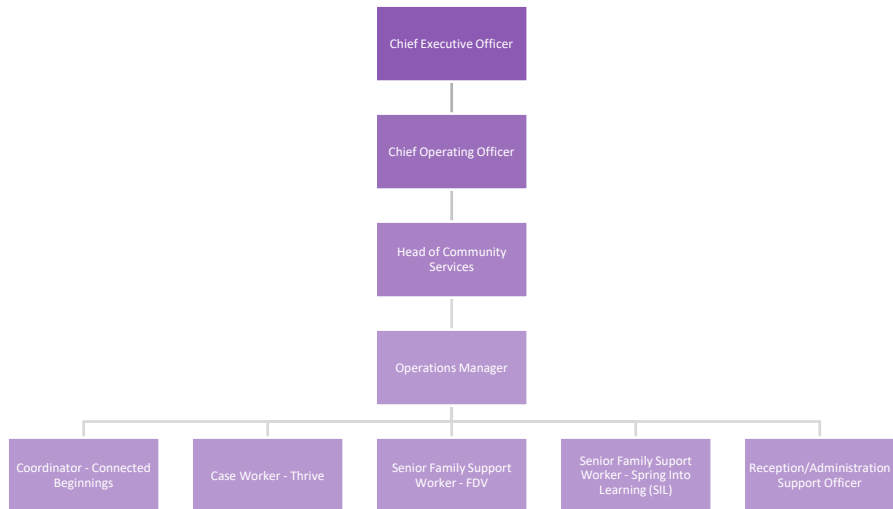 Chief Executive Officer
Chief Operating Officer
Head of Community
Services
Operations Manager
Coordinator - Connected
Beginnings
Case Worker - Thrive
Senior Family Support
Worker - FDV
Senior Family Suport
Worker - Spring Into
Learning (SIL)
Reception/Administration
Support Officer